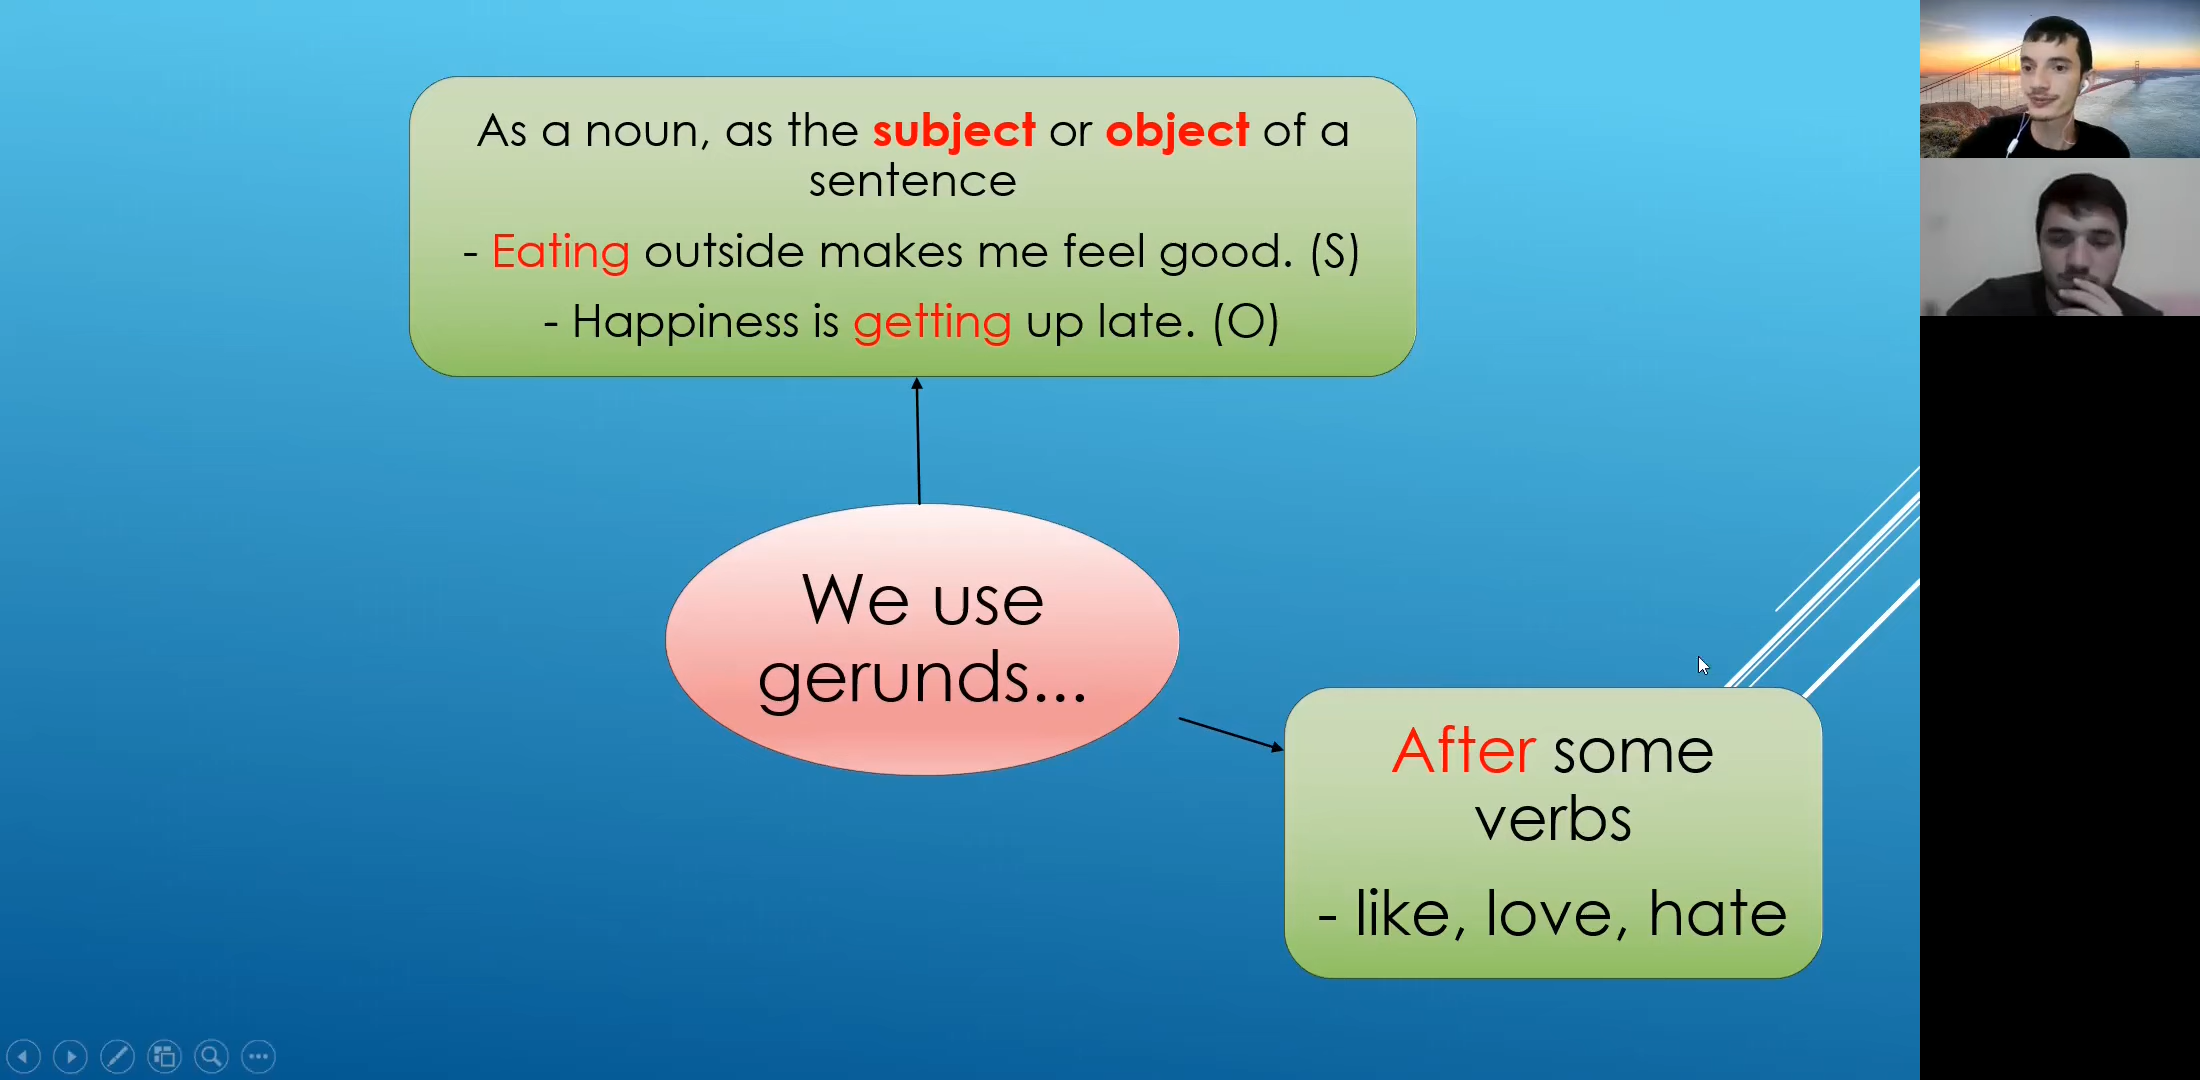 As a noun, as the subject or object of a
sentence
- Eating outside makes me feel good. (S)
- Happiness is getting up late. (O)
We use
gerunds...
After some
verbs
- like, love, hate